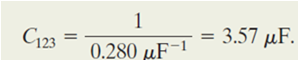 C₁₂₃ = 1 / 0.280 μF⁻¹ = 3.57 μF.